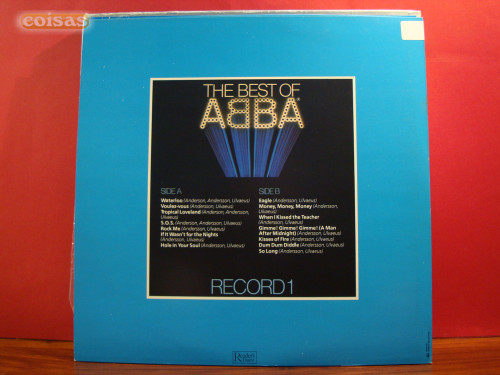 coisas
THE BEST OF
ABBA
SIDE A
Waterloo (Anderson, Andersson, Ulvaeus)
Voulez-vous (Andersson, Ulvaeus)
Tropical Loveland (Andersson, Anderson,
Ulvaeus)
S.O.S. (Anderson, Andersson, Ulvaeus)
Rock Me (Andersson, Ulvaeus)
If It Wasn't for the Nights
(Andersson, Ulvaeus)
Hole in Your Soul (Andersson, Ulvaeus)
SIDE B
Eagle (Andersson, Ulvaeus)
Money, Money, Money (Andersson,
Ulvaeus)
When I Kissed the Teacher
(Andersson, Ulvaeus)
Gimme! Gimme! Gimme! (A Man
After Midnight) (Andersson, Ulvaeus)
Kisses of Fire (Andersson, Ulvaeus)
Dum Dum Diddle (Andersson, Ulvaeus)
So Long (Andersson, Ulvaeus)
RECORD 1